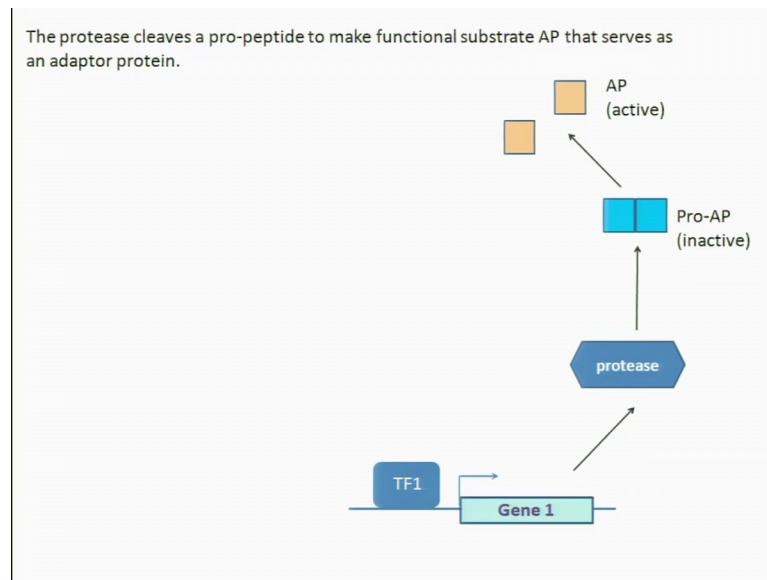 The protease cleaves a pro-peptide to make functional substrate AP that serves as
an adaptor protein.
AP
(active)
Pro-AP
(inactive)
protease
TF1
Gene 1